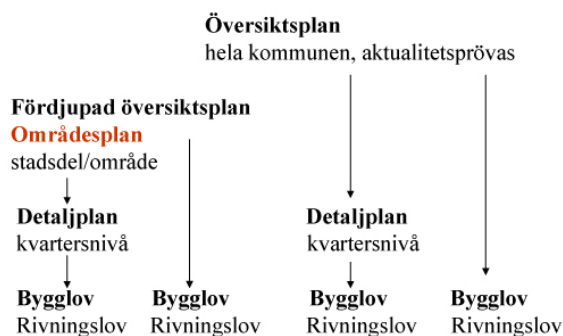 Översiktsplan
hela kommunen, aktualitetsprövas
Fördjupad översiktsplan
Områdesplan
stadsdel/område
Detaljplan
kvartersnivå
Detaljplan
kvartersnivå
Bygglov
Rivningslov
Bygglov
Rivningslov
Bygglov
Rivningslov
Bygglov
Rivningslov